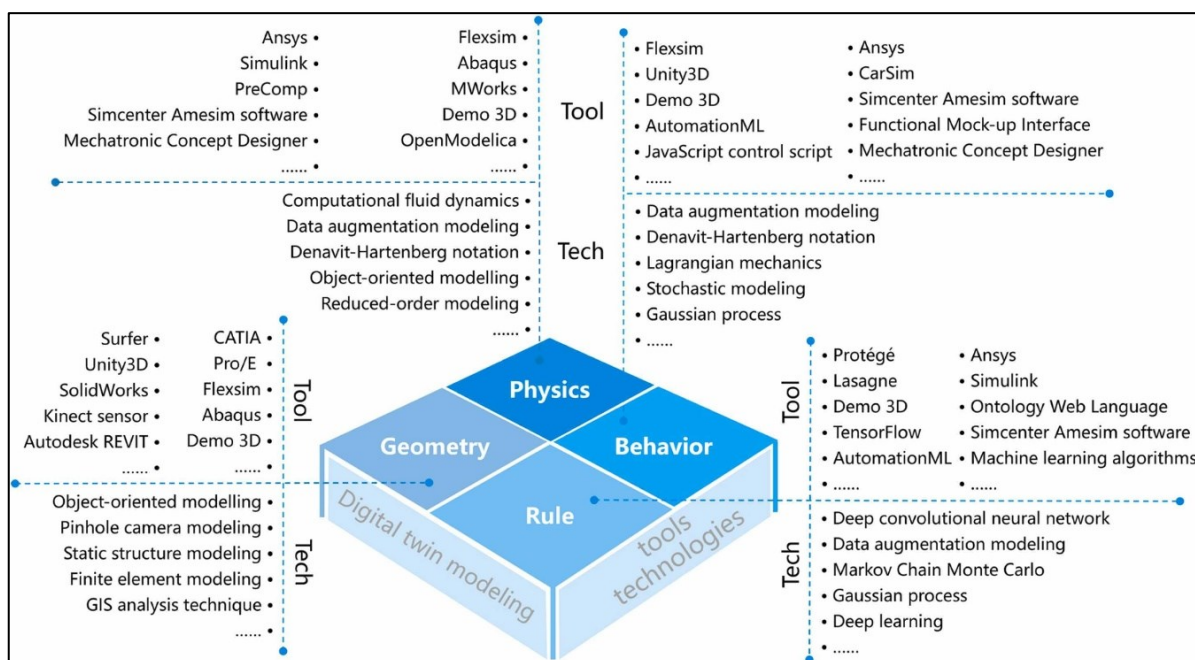 Ansys •
Simulink •
PreComp •
Simcenter Amesim software •
Mechatronic Concept Designer •
...... •
Flexsim •
Abaqus •
MWorks •
Demo 3D •
OpenModelica •
...... •
Tool
• Flexsim
• Unity3D
• Demo 3D
• AutomationML
• JavaScript control script
• ......
• Ansys
• CarSim
• Simcenter Amesim software
• Functional Mock-up Interface
• Mechatronic Concept Designer
• ......
Computational fluid dynamics •
Data augmentation modeling •
Denavit-Hartenberg notation •
Object-oriented modelling •
Reduced-order modeling •
...... •
Tech
• Data augmentation modeling
• Denavit-Hartenberg notation
• Lagrangian mechanics
• Stochastic modeling
• Gaussian process
• ......
Surfer •
Unity3D •
SolidWorks •
Kinect sensor •
Autodesk REVIT •
...... •
CATIA •
Pro/E •
Flexsim •
Abaqus •
Demo 3D •
...... •
Tool
Physics
Geometry
Behavior
Rule
Digital twin modeling
tools
technologies
Tool
• Protégé
• Lasagne
• Demo 3D
• TensorFlow
• AutomationML
• ......
• Ansys
• Simulink
• Ontology Web Language
• Simcenter Amesim software
• Machine learning algorithms
• ......
Object-oriented modelling •
Pinhole camera modeling •
Static structure modeling •
Finite element modeling •
GIS analysis technique •
...... •
Tech
Tech
• Deep convolutional neural network
• Data augmentation modeling
• Markov Chain Monte Carlo
• Gaussian process
• Deep learning
• ......